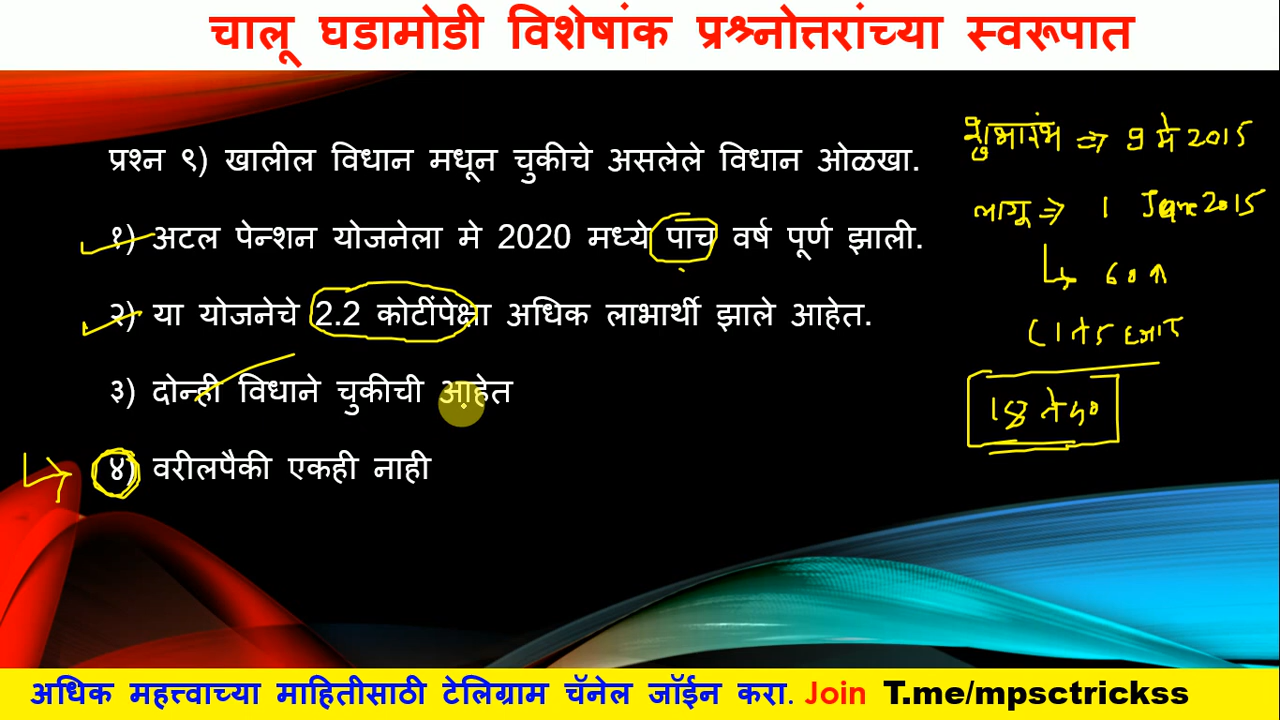 चालू घडामोडी विशेषांक प्रश्नोत्तरांच्या स्वरूपात
प्रश्न ९) खालील विधान मधून चुकीचे असलेले विधान ओळखा.
१) अटल पेन्शन योजनेला मे 2020 मध्ये पाच वर्ष पूर्ण झाली.
२) या योजनेचे 2.2 कोटींपेक्षा अधिक लाभार्थी झाले आहेत.
३) दोन्ही विधाने चुकीची आहेत
४) वरीलपैकी एकही नाही
शुभारंभ ⇒ 9 मे 2015
लागू ⇒ 1 June 2015
60
18 ते 40
अधिक महत्त्वाच्या माहितीसाठी टेलिग्राम चॅनेल जॉईन करा. Join T.me/mpsctrickss